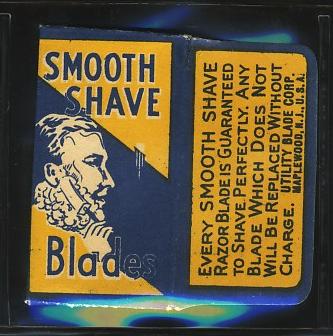 SMOOTH
SHAVE
Blades
EVERY SMOOTH SHAVE
RAZOR BLADE IS GUARANTEED
TO SHAVE PERFECTLY. ANY
BLADE WHICH DOES NOT
WILL BE REPLACED WITHOUT
CHARGE. UTILITY BLADE CORP.
MAPLEWOOD, N.J., U.S.A.